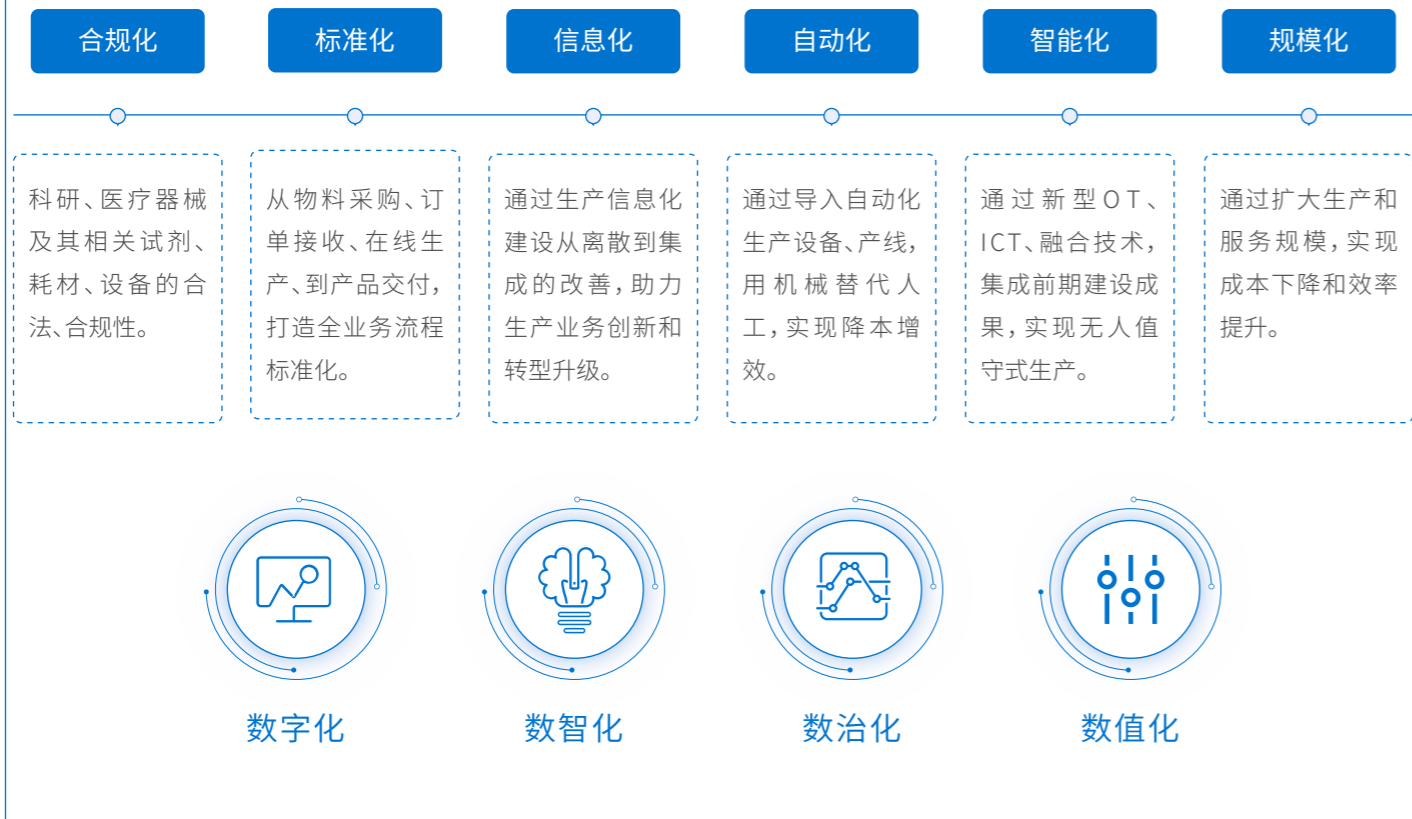 合规化
标准化
信息化
自动化
智能化
规模化
科研、医疗器械
及其相关试剂、
耗材、设备的合
法、合规性。
从物料采购、订
单接收、在线生
产、到产品交付，
打造全业务流程
标准化。
通过生产信息化
建设从离散到集
成的改善，助力
生产业务创新和
转型升级。
通过导入自动化
生产设备、产线，
用机械替代人
工，实现降本增
效。
通过新型OT、
ICT、融合技术，
集成前期建设成
果，实现无人值
守式生产。
通过扩大生产和
服务规模，实现
成本下降和效率
提升。
数字化
数智化
数治化
数值化